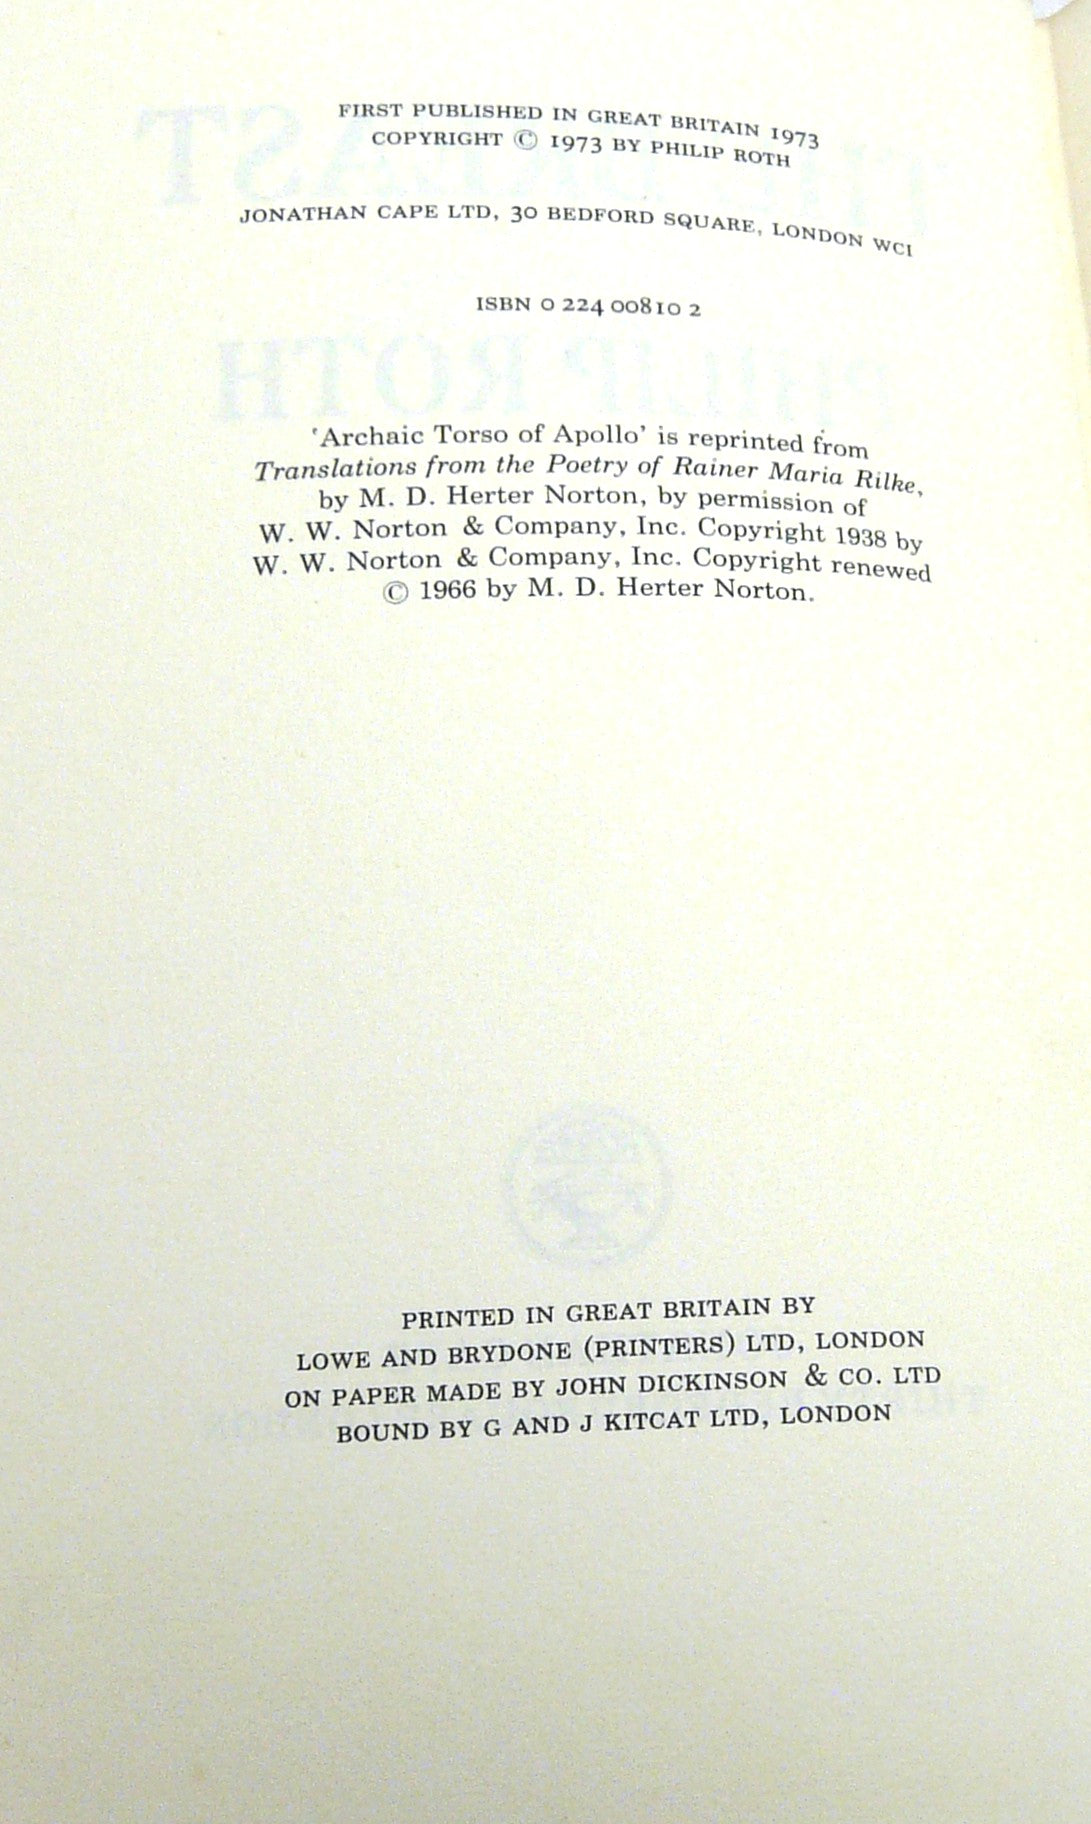 FIRST PUBLISHED IN GREAT BRITAIN 1973
COPYRIGHT © 1973 BY PHILIP ROTH
JONATHAN CAPE LTD, 30 BEDFORD SQUARE, LONDON WC1
ISBN 0 224 00810 2
'Archaic Torso of Apollo' is reprinted from
Translations from the Poetry of Rainer Maria Rilke,
by M. D. Herter Norton, by permission of
W. W. Norton & Company, Inc. Copyright 1938 by
W. W. Norton & Company, Inc. Copyright renewed
© 1966 by M. D. Herter Norton.
PRINTED IN GREAT BRITAIN BY
LOWE AND BRYDONE (PRINTERS) LTD, LONDON
ON PAPER MADE BY JOHN DICKINSON & CO. LTD
BOUND BY G AND J KITCAT LTD, LONDON